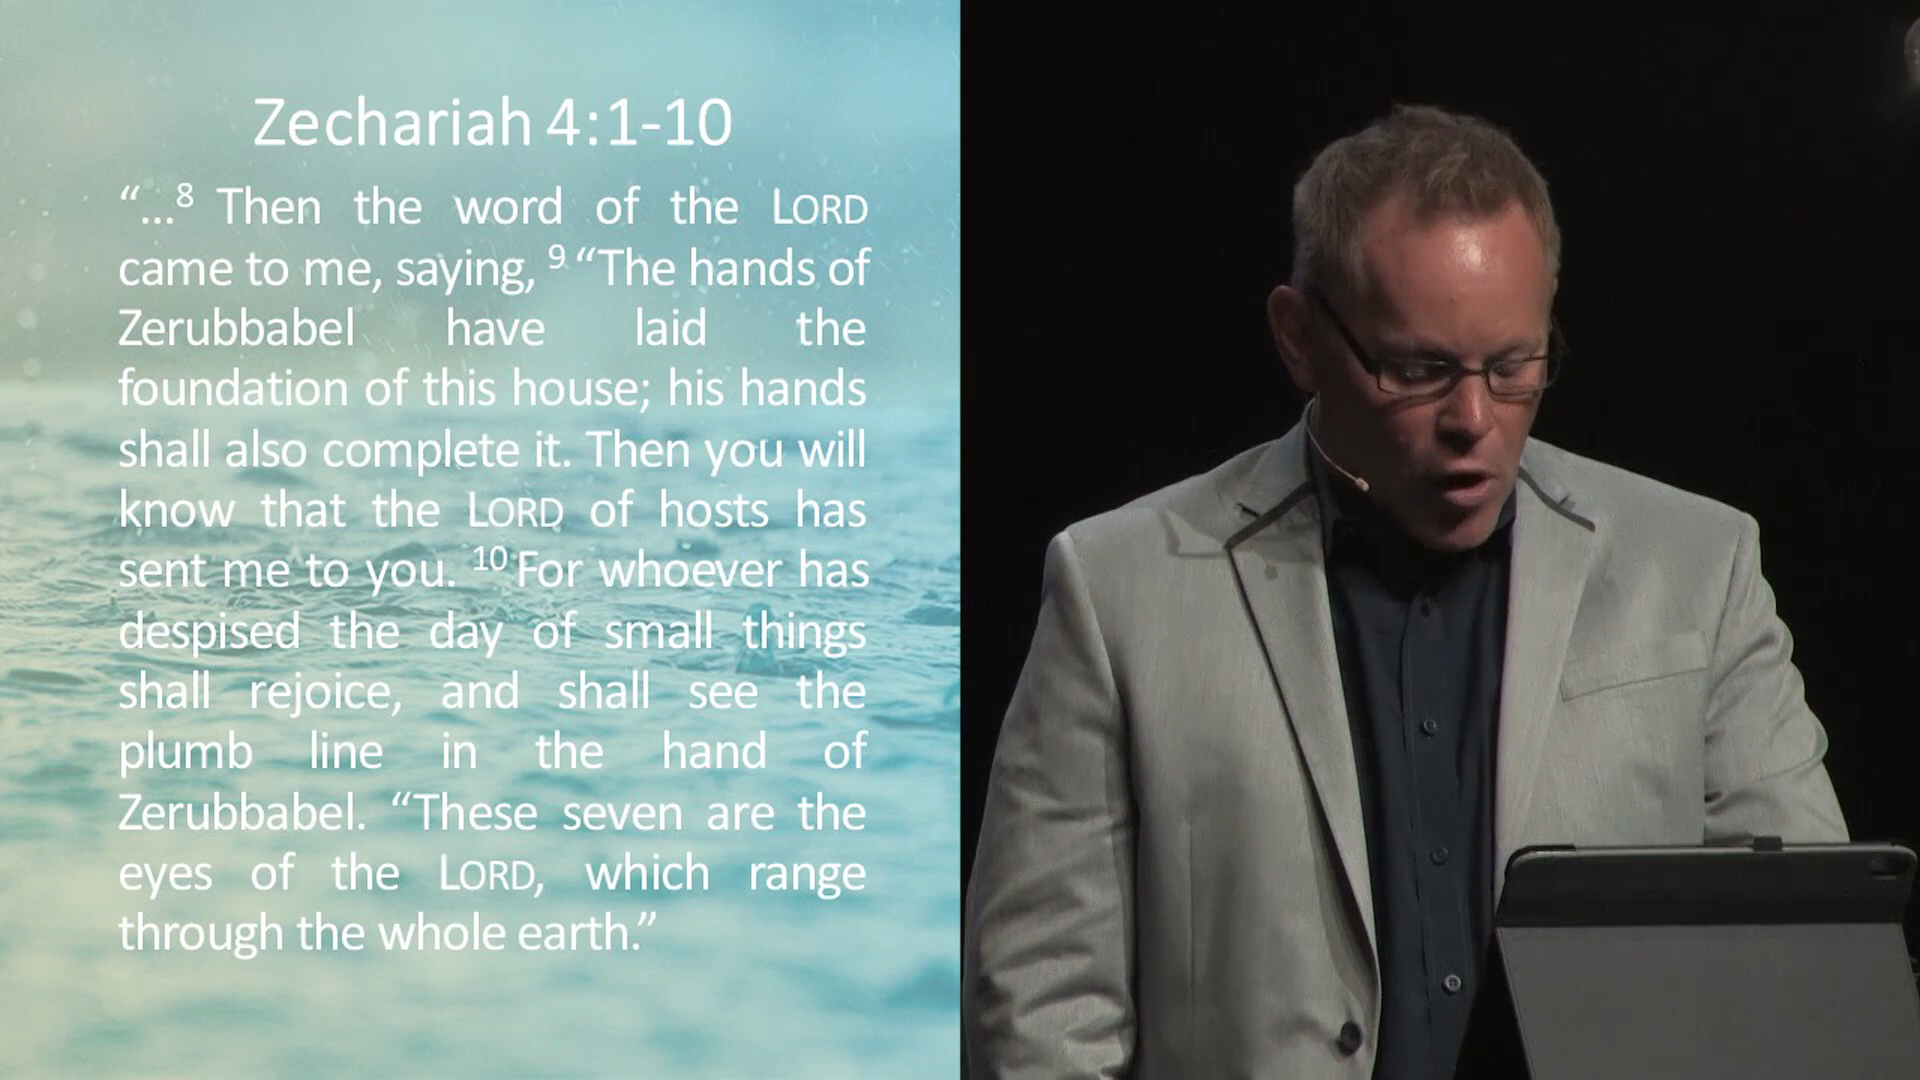 Zechariah 4:1-10
“...8 Then the word of the LORD
came to me, saying, 9 “The hands of
Zerubbabel have laid the
foundation of this house; his hands
shall also complete it. Then you will
know that the LORD of hosts has
sent me to you. 10 For whoever has
despised the day of small things
shall rejoice, and shall see the
plumb line in the hand of
Zerubbabel. “These seven are the
eyes of the LORD, which range
through the whole earth.”